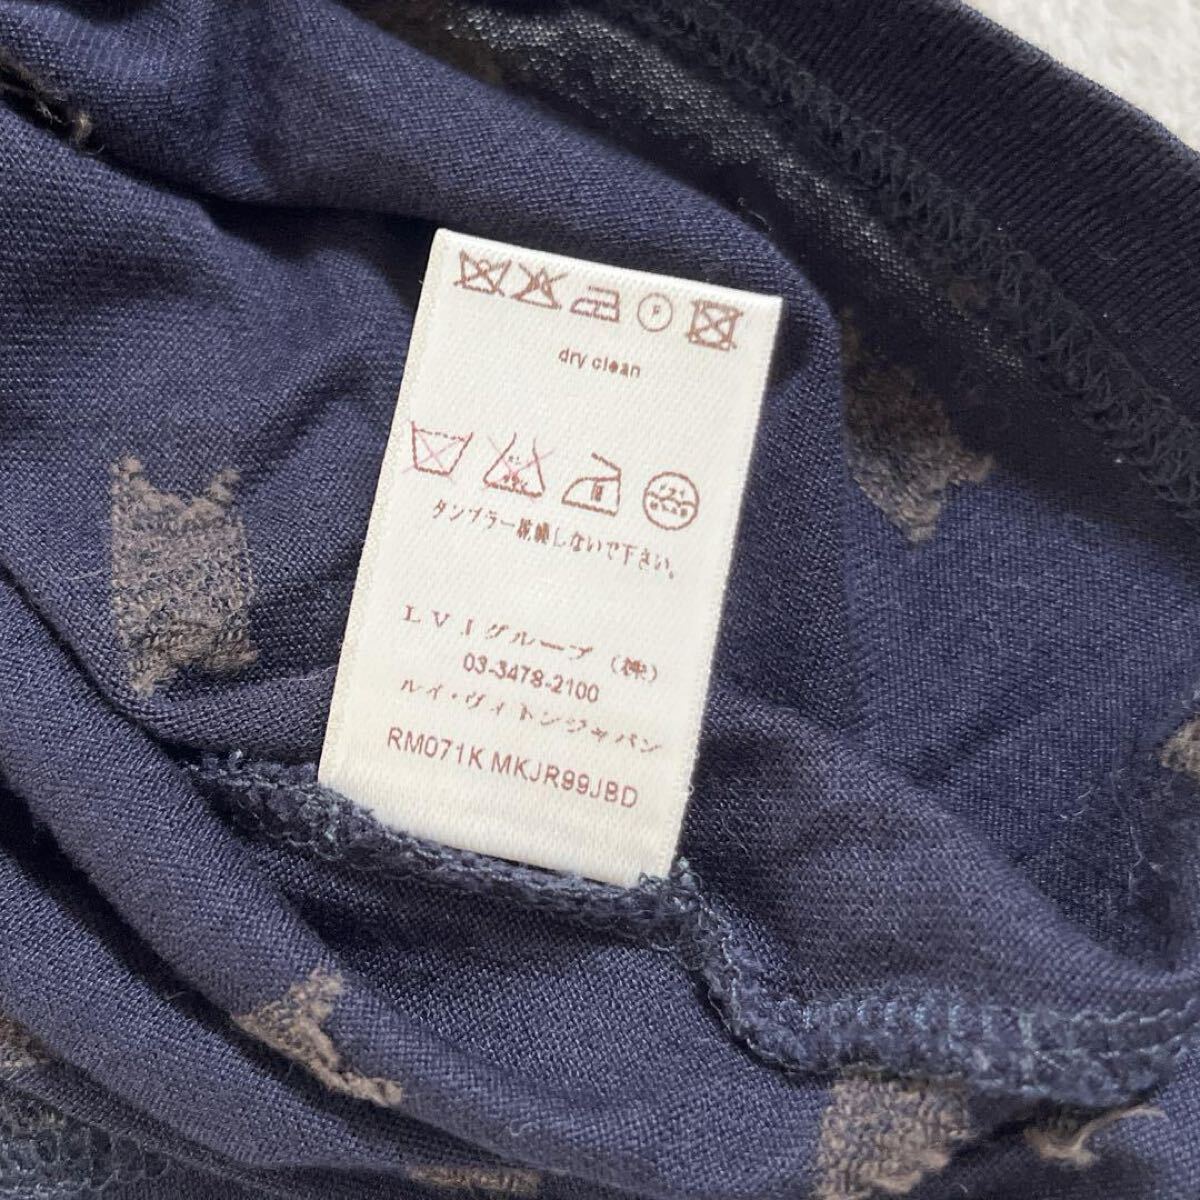 P
dry clean
タンブラー乾燥しないで下さい。
LVJグループ(株)
03-3478-2100
ルイ・ヴィトンジャパン
RM071K MKJR99JBD